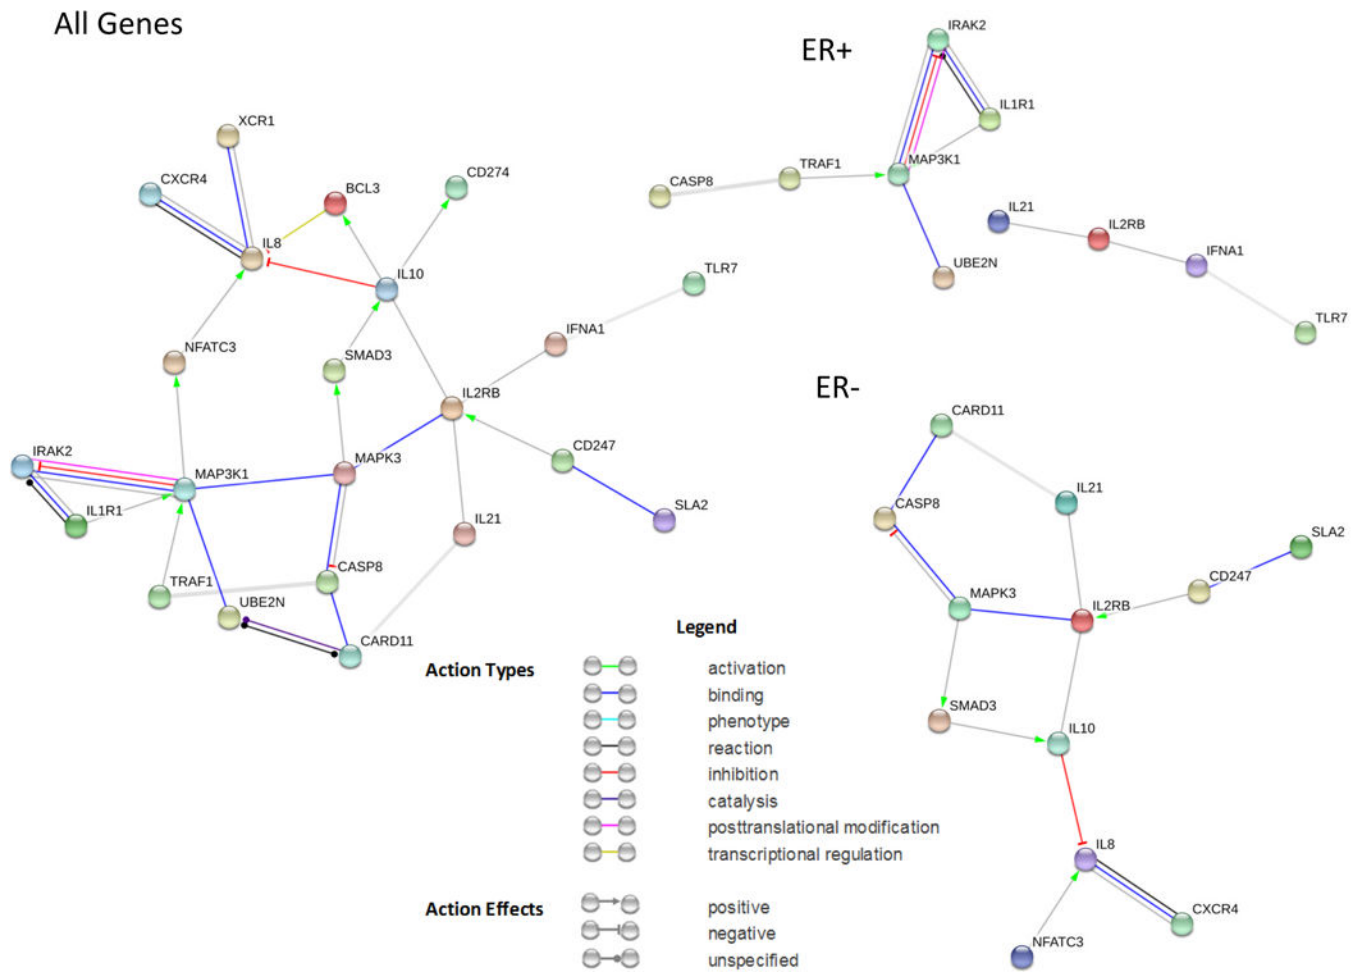 All Genes
XCR1
CXCR4
BCL3
CD274
IL8
IL10
TLR7
NFATC3
SMAD3
IFNA1
IL2RB
IRAK2
MAP3K1
MAPK3
CD247
IL1R1
SLA2
IL21
TRAF1
CASP8
UBE2N
CARD11
ER+
IRAK2
IL1R1
MAP3K1
TRAF1
CASP8
IL21
IL2RB
IFNA1
UBE2N
TLR7
ER-
CARD11
IL21
CASP8
SLA2
CD247
MAPK3
IL2RB
SMAD3
IL10
IL8
CXCR4
NFATC3
Legend
Action Types
activation
binding
phenotype
reaction
inhibition
catalysis
posttranslational modification
transcriptional regulation
Action Effects
positive
negative
unspecified